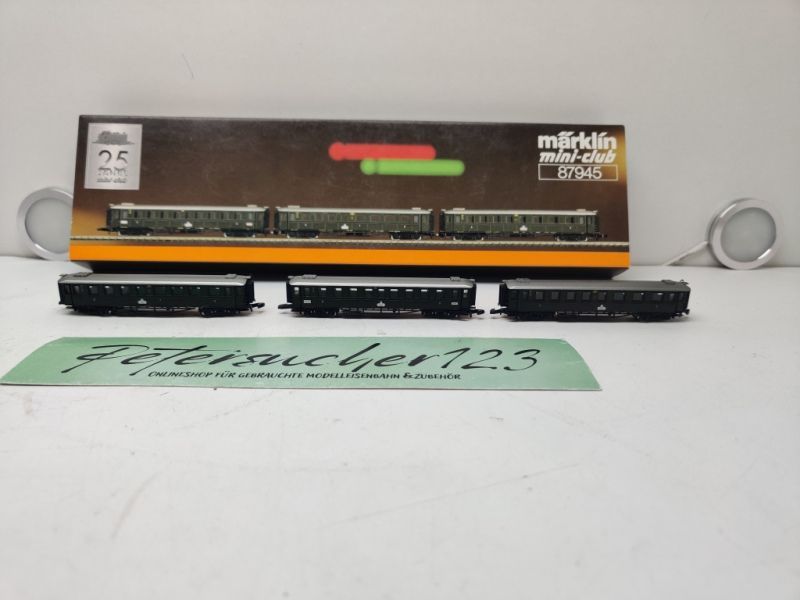 25
märklin
mini-club
87945
Petersucher123
ONLINESHOP FÜR GEBRAUCHTE MODELLEISENBAHN & ZUBEHÖR